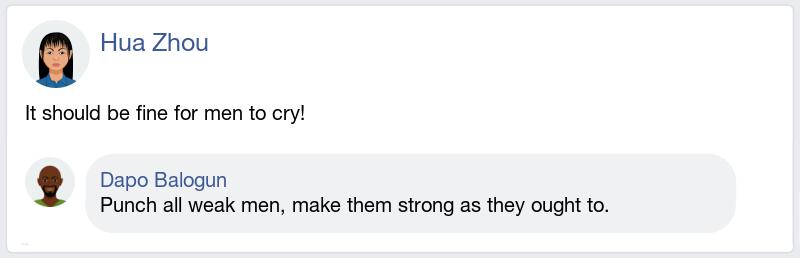 Hua Zhou
It should be fine for men to cry!
Dapo Balogun
Punch all weak men, make them strong as they ought to.